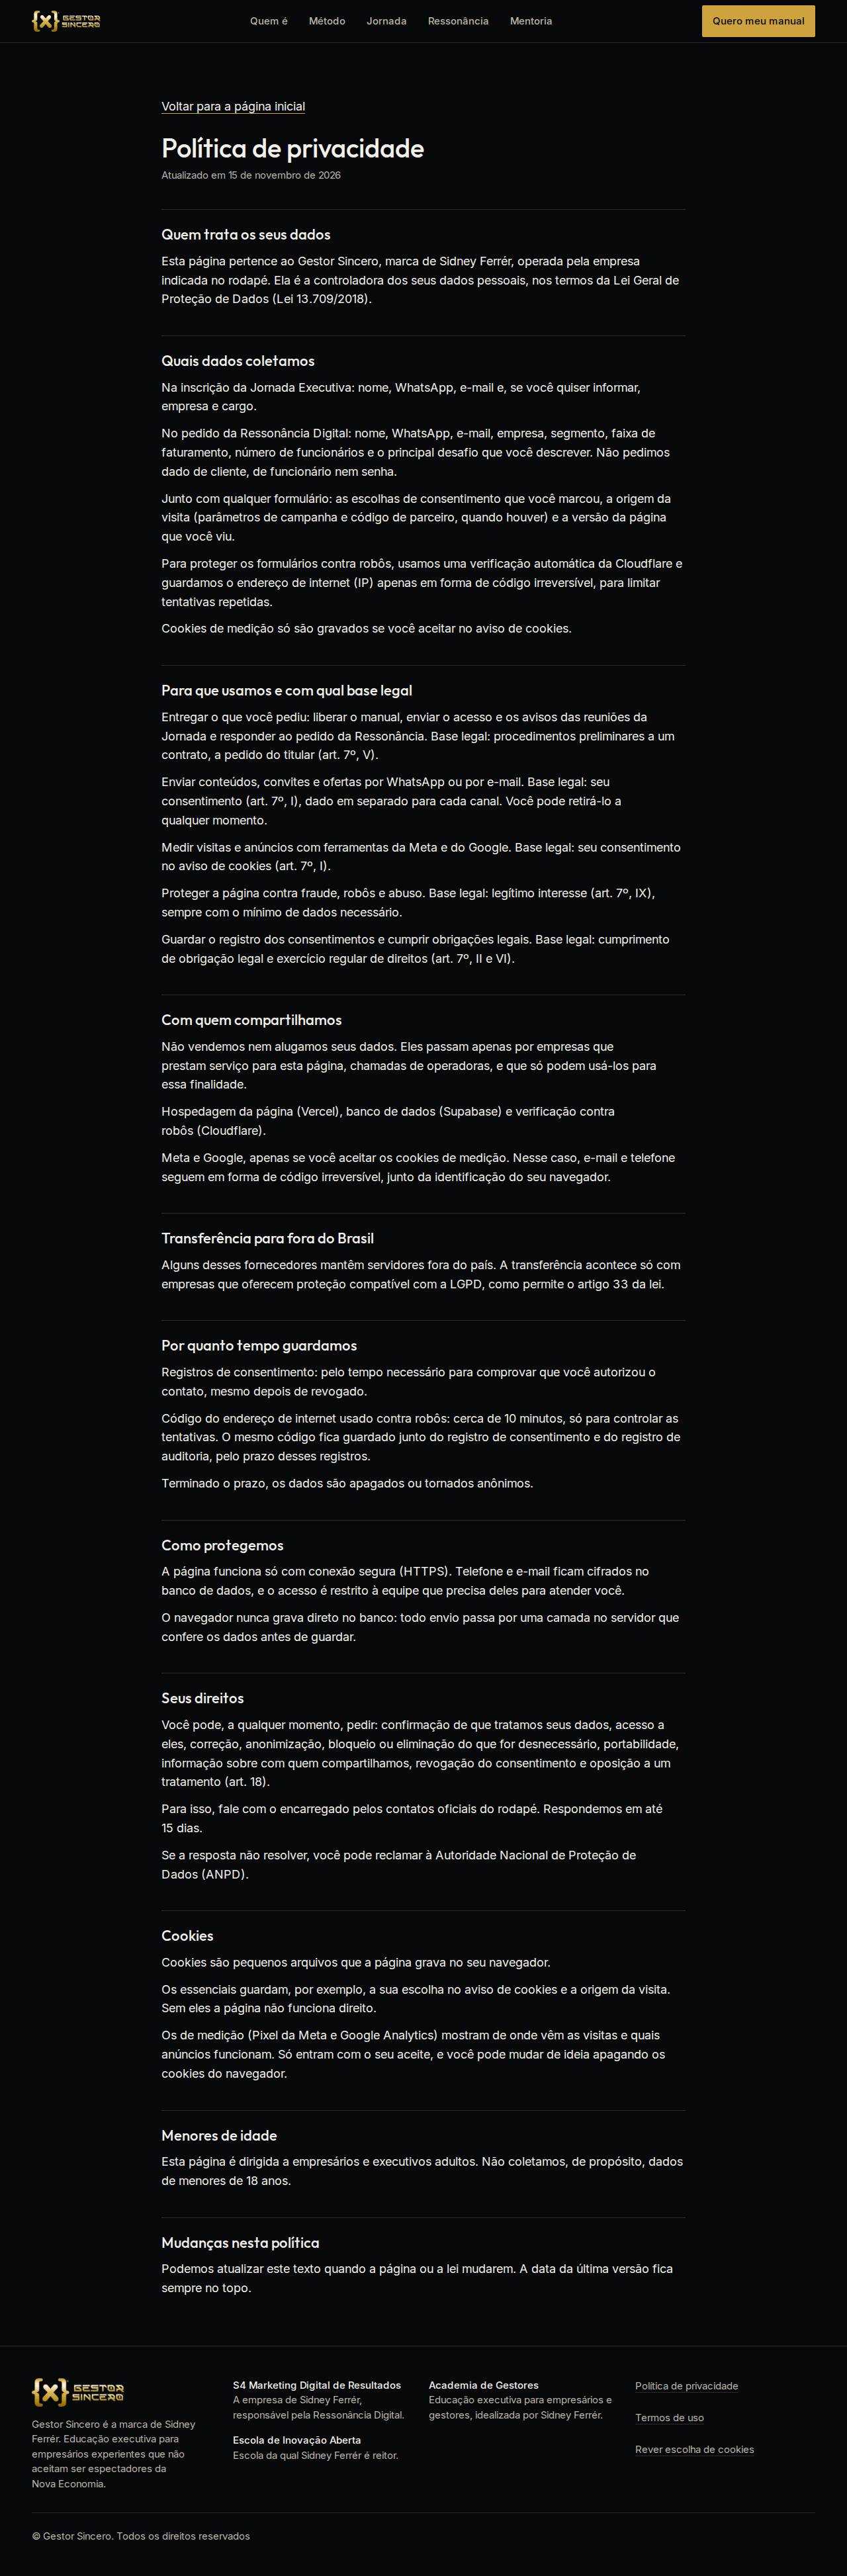 {x} GESTOR SINCERO
Quem é
Método
Jornada
Ressonância
Mentoria
Quero meu manual
Voltar para a página inicial
Política de privacidade
Atualizado em 15 de novembro de 2026
Quem trata os seus dados
Esta página pertence ao Gestor Sincero, marca de Sidney Ferrér, operada pela empresa
indicada no rodapé. Ela é a controladora dos seus dados pessoais, nos termos da Lei Geral de
Proteção de Dados (Lei 13.709/2018).
Quais dados coletamos
Na inscrição da Jornada Executiva: nome, WhatsApp, e-mail e, se você quiser informar,
empresa e cargo.
No pedido da Ressonância Digital: nome, WhatsApp, e-mail, empresa, segmento, faixa de
faturamento, número de funcionários e o principal desafio que você descrever. Não pedimos
dado de cliente, de funcionário nem senha.
Junto com qualquer formulário: as escolhas de consentimento que você marcou, a origem da
visita (parâmetros de campanha e código de parceiro, quando houver) e a versão da página
que você viu.
Para proteger os formulários contra robôs, usamos uma verificação automática da Cloudflare e
guardamos o endereço de internet (IP) apenas em forma de código irreversível, para limitar
tentativas repetidas.
Cookies de medição só são gravados se você aceitar no aviso de cookies.
Para que usamos e com qual base legal
Entregar o que você pediu: liberar o manual, enviar o acesso e os avisos das reuniões da
Jornada e responder ao pedido da Ressonância. Base legal: procedimentos preliminares a um
contrato, a pedido do titular (art. 7º, V).
Enviar conteúdos, convites e ofertas por WhatsApp ou por e-mail. Base legal: seu
consentimento (art. 7º, I), dado em separado para cada canal. Você pode retirá-lo a
qualquer momento.
Medir visitas e anúncios com ferramentas da Meta e do Google. Base legal: seu consentimento
no aviso de cookies (art. 7º, I).
Proteger a página contra fraude, robôs e abuso. Base legal: legítimo interesse (art. 7º, IX),
sempre com o mínimo de dados necessário.
Guardar o registro dos consentimentos e cumprir obrigações legais. Base legal: cumprimento
de obrigação legal e exercício regular de direitos (art. 7º, II e VI).
Com quem compartilhamos
Não vendemos nem alugamos seus dados. Eles passam apenas por empresas que
prestam serviço para esta página, chamadas de operadoras, e que só podem usá-los para
essa finalidade.
Hospedagem da página (Vercel), banco de dados (Supabase) e verificação contra
robôs (Cloudflare).
Meta e Google, apenas se você aceitar os cookies de medição. Nesse caso, e-mail e telefone
seguem em forma de código irreversível, junto da identificação do seu navegador.
Transferência para fora do Brasil
Alguns desses fornecedores mantêm servidores fora do país. A transferência acontece só com
empresas que oferecem proteção compatível com a LGPD, como permite o artigo 33 da lei.
Por quanto tempo guardamos
Registros de consentimento: pelo tempo necessário para comprovar que você autorizou o
contato, mesmo depois de revogado.
Código do endereço de internet usado contra robôs: cerca de 10 minutos, só para controlar as
tentativas. O mesmo código fica guardado junto do registro de consentimento e do registro de
auditoria, pelo prazo desses registros.
Terminado o prazo, os dados são apagados ou tornados anônimos.
Como protegemos
A página funciona só com conexão segura (HTTPS). Telefone e e-mail ficam cifrados no
banco de dados, e o acesso é restrito à equipe que precisa deles para atender você.
O navegador nunca grava direto no banco: todo envio passa por uma camada no servidor que
confere os dados antes de guardar.
Seus direitos
Você pode, a qualquer momento, pedir: confirmação de que tratamos seus dados, acesso a
eles, correção, anonimização, bloqueio ou eliminação do que for desnecessário, portabilidade,
informação sobre com quem compartilhamos, revogação do consentimento e oposição a um
tratamento (art. 18).
Para isso, fale com o encarregado pelos contatos oficiais do rodapé. Respondemos em até
15 dias.
Se a resposta não resolver, você pode reclamar à Autoridade Nacional de Proteção de
Dados (ANPD).
Cookies
Cookies são pequenos arquivos que a página grava no seu navegador.
Os essenciais guardam, por exemplo, a sua escolha no aviso de cookies e a origem da visita.
Sem eles a página não funciona direito.
Os de medição (Pixel da Meta e Google Analytics) mostram de onde vêm as visitas e quais
anúncios funcionam. Só entram com o seu aceite, e você pode mudar de ideia apagando os
cookies do navegador.
Menores de idade
Esta página é dirigida a empresários e executivos adultos. Não coletamos, de propósito, dados
de menores de 18 anos.
Mudanças nesta política
Podemos atualizar este texto quando a página ou a lei mudarem. A data da última versão fica
sempre no topo.
{x} GESTOR SINCERO
Gestor Sincero é a marca de Sidney
Ferrér. Educação executiva para
empresários experientes que não
aceitam ser espectadores da
Nova Economia.
S4 Marketing Digital de Resultados
A empresa de Sidney Ferrér,
responsável pela Ressonância Digital.
Escola de Inovação Aberta
Escola da qual Sidney Ferrér é reitor.
Academia de Gestores
Educação executiva para empresários e
gestores, idealizada por Sidney Ferrér.
Política de privacidade
Termos de uso
Rever escolha de cookies
© Gestor Sincero. Todos os direitos reservados